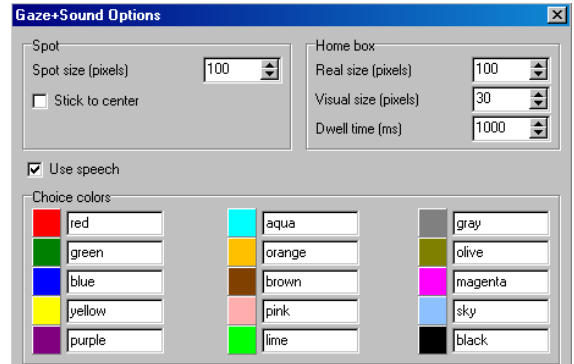 Gaze+Sound Options
Spot
Spot size (pixels) 100
Stick to center
Home box
Real size (pixels) 100
Visual size (pixels) 30
Dwell time (ms) 1000
Use speech
Choice colors
red aqua gray
green orange olive
blue brown magenta
yellow pink sky
purple lime black